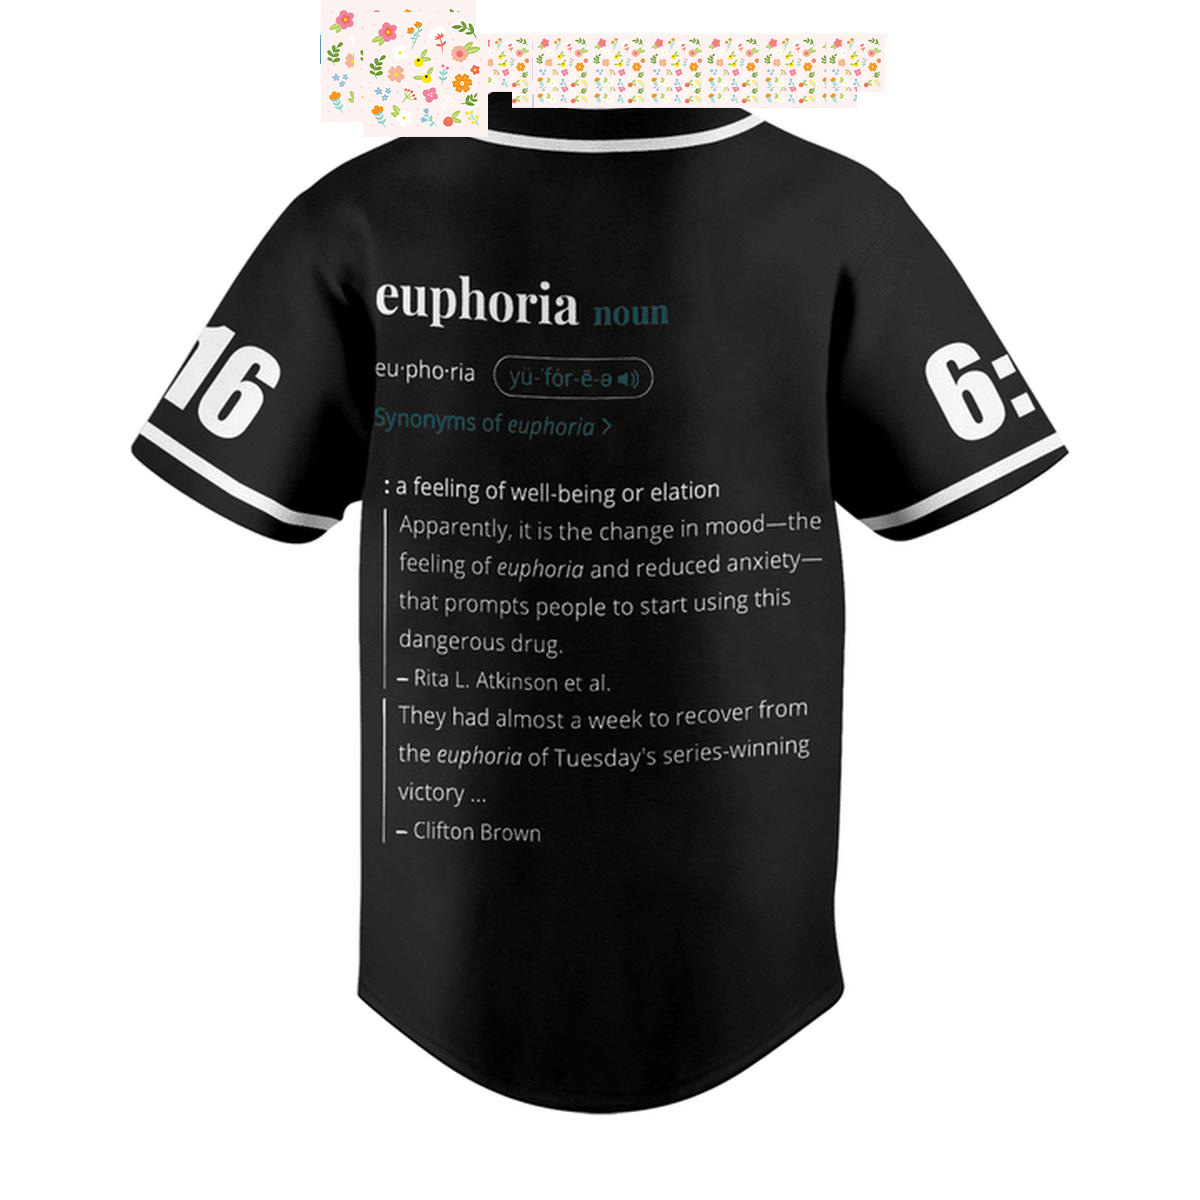 euphoria noun
eu·pho·ria yü-ˈfȯr-ē-ə
Synonyms of euphoria >
: a feeling of well-being or elation
Apparently, it is the change in mood—the
feeling of euphoria and reduced anxiety—
that prompts people to start using this
dangerous drug.
– Rita L. Atkinson et al.
They had almost a week to recover from
the euphoria of Tuesday's series-winning
victory ...
– Clifton Brown
16
6: